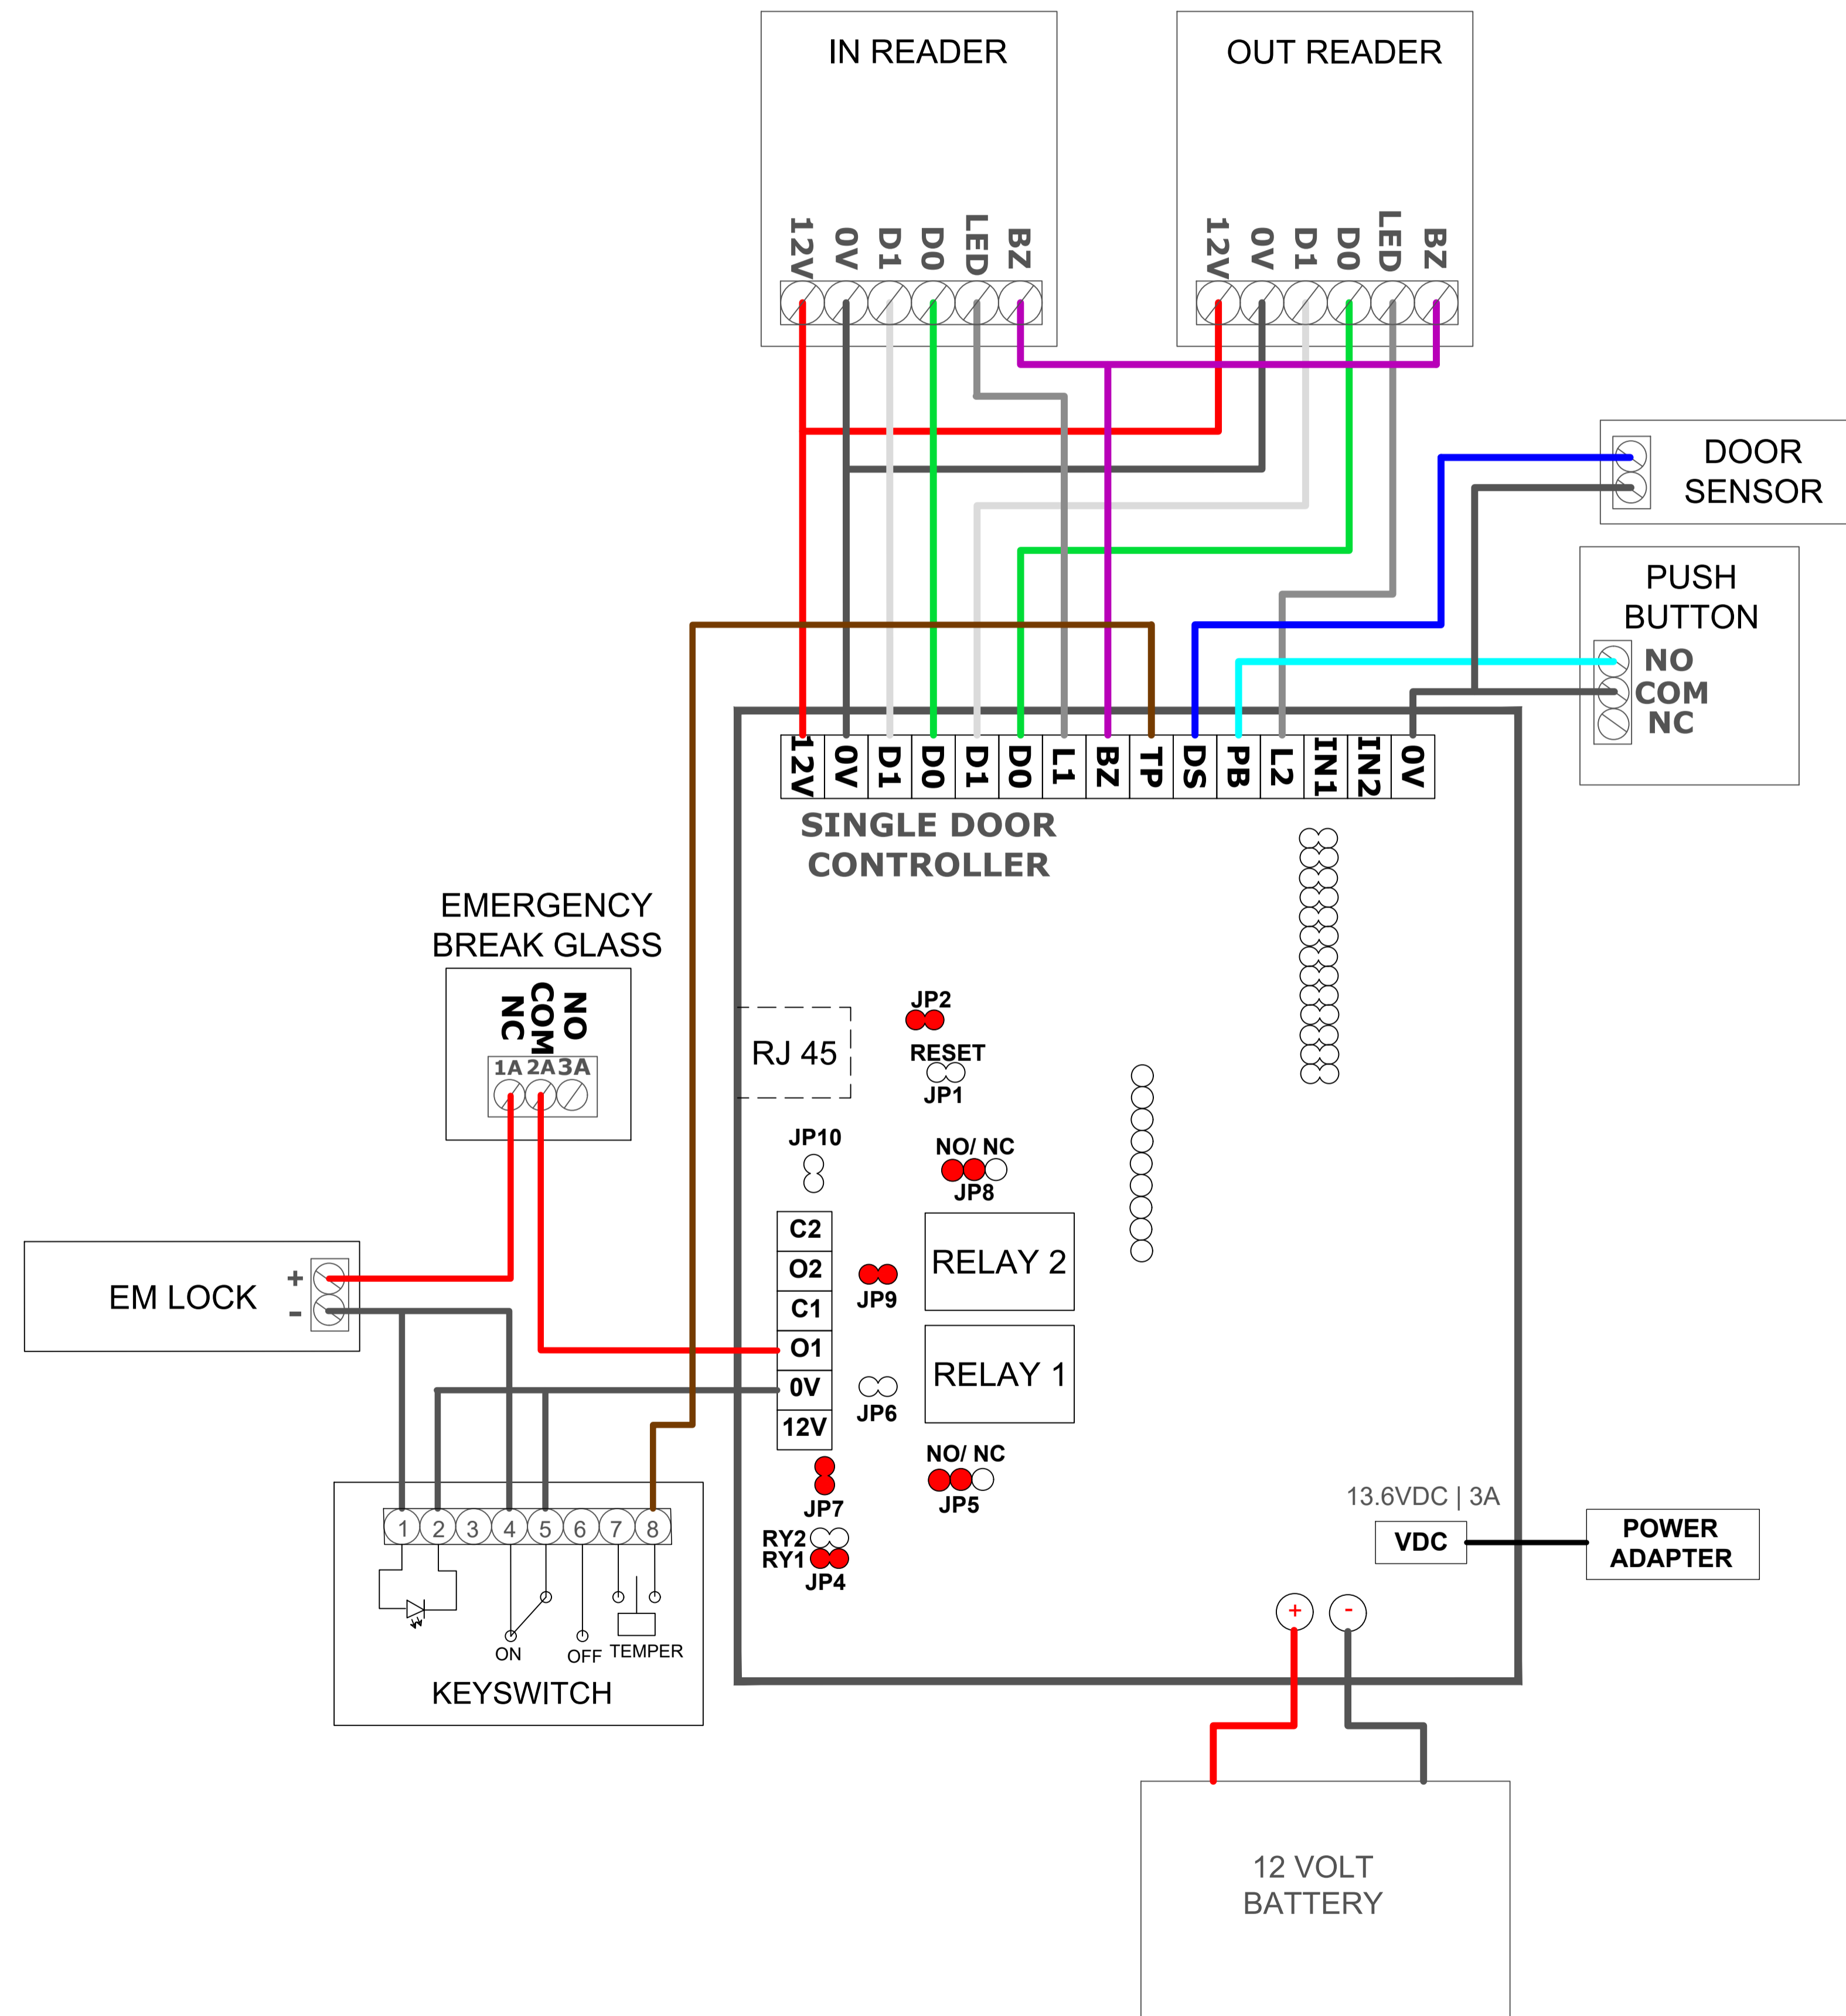 IN READER
12V
0V
D1
D0
LED
BZ
OUT READER
12V
0V
D1
D0
LED
BZ
DOOR
SENSOR
PUSH
BUTTON
NO
COM
NC
12V
0V
D1
D0
D1
D0
L1
BZ
TP
DS
PB
L2
IN1
IN2
0V
SINGLE DOOR
CONTROLLER
EMERGENCY
BREAK GLASS
NC
COM
NO
1A 2A 3A
RJ 45
JP2
RESET
JP1
JP10
NO/ NC
JP8
C2
O2
C1
O1
0V
12V
JP9
RELAY 2
JP6
RELAY 1
NO/ NC
JP5
JP7
RY2
RY1
JP4
EM LOCK
+
-
1 2 3 4 5 6 7 8
ON
OFF
TEMPER
KEYSWITCH
13.6VDC | 3A
VDC
POWER
ADAPTER
+
-
12 VOLT
BATTERY